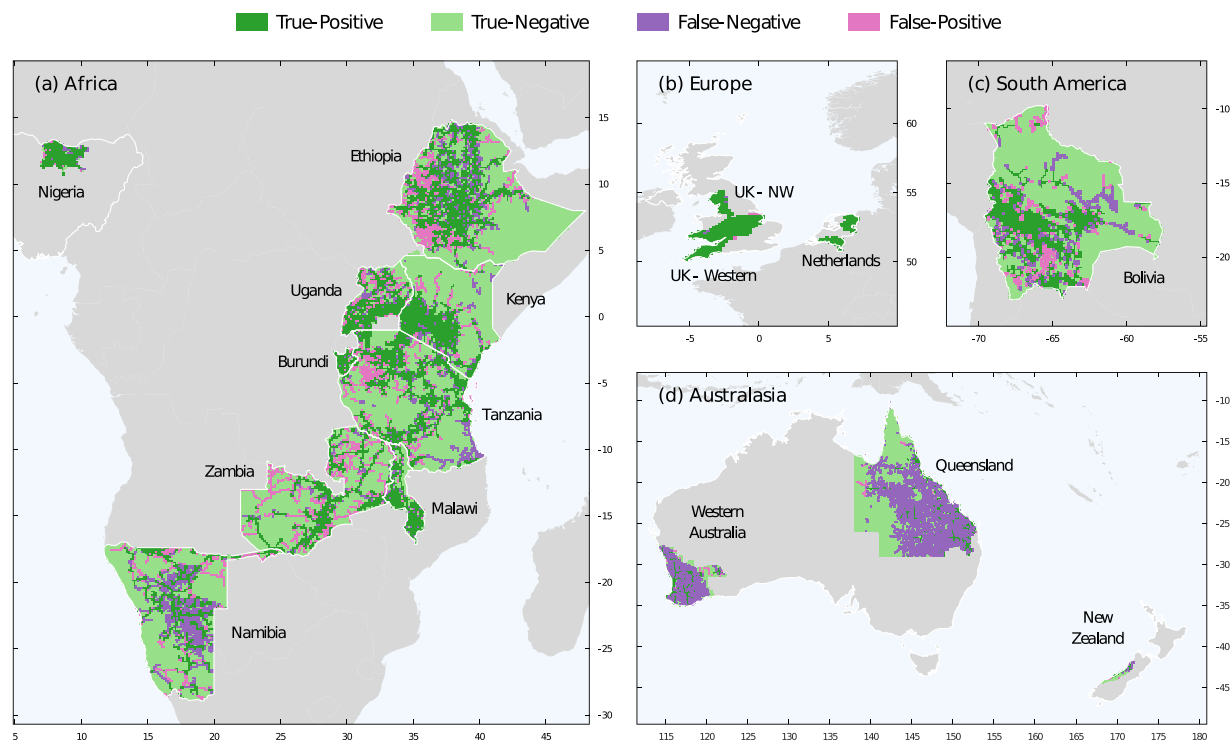 True-Positive True-Negative False-Negative False-Positive
(a) Africa
Ethiopia
Nigeria
Uganda
Kenya
Burundi
Tanzania
Zambia
Malawi
Namibia
15
10
5
0
-5
-10
-15
-20
-25
-30
5 10 15 20 25 30 35 40 45
(b) Europe
UK - NW
UK - Western
Netherlands
60
55
50
-5 0 5
(c) South America
Bolivia
-10
-15
-20
-70 -65 -60 -55
(d) Australasia
Queensland
Western
Australia
New
Zealand
-10
-15
-20
-25
-30
-35
-40
-45
115 120 125 130 135 140 145 150 155 160 165 170 175 180